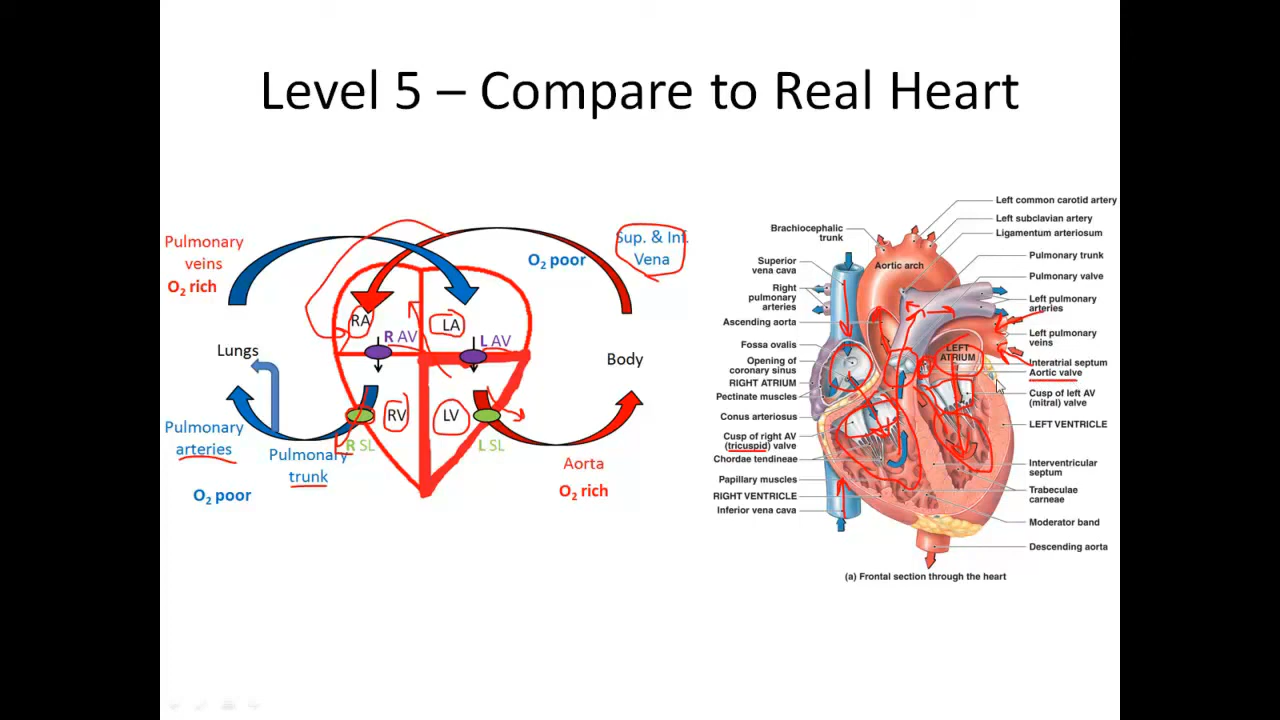 Level 5 – Compare to Real Heart
Pulmonary
veins
O2 rich
Sup. & Inf.
Vena
O2 poor
RA
LA
R AV
L AV
Lungs
Body
RV
LV
R SL
L SL
Pulmonary
arteries
Pulmonary
trunk
O2 poor
Aorta
O2 rich
Brachiocephalic
trunk
Superior
vena cava
Right
pulmonary
arteries
Ascending aorta
Fossa ovalis
Opening of
coronary sinus
RIGHT ATRIUM
Pectinate muscles
Conus arteriosus
Cusp of right AV
(tricuspid) valve
Chordae tendineae
Papillary muscles
RIGHT VENTRICLE
Inferior vena cava
Aortic arch
LEFT
ATRIUM
Left common carotid artery
Left subclavian artery
Ligamentum arteriosum
Pulmonary trunk
Pulmonary valve
Left pulmonary
arteries
Left pulmonary
veins
Interatrial septum
Aortic valve
Cusp of left AV
(mitral) valve
LEFT VENTRICLE
Interventricular
septum
Trabeculae
carneae
Moderator band
Descending aorta
(a) Frontal section through the heart